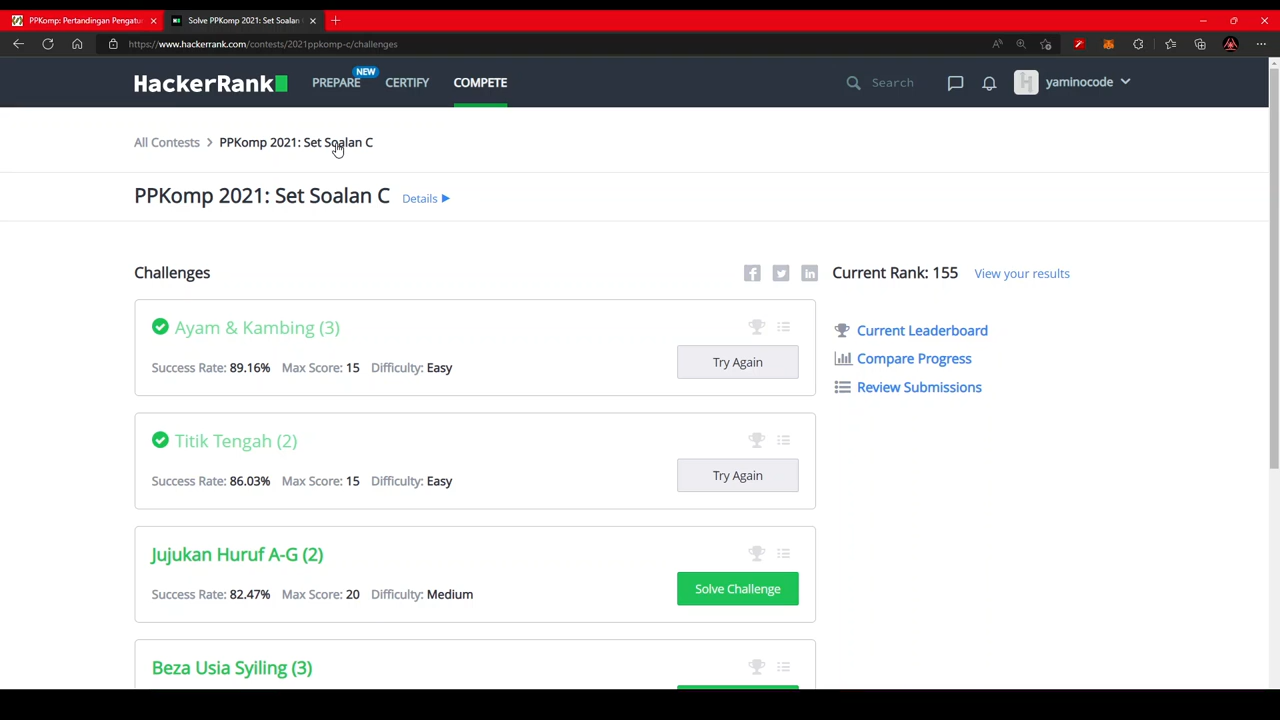 PPKomp: Pertandingan Pengatu
Solve PPKomp 2021: Set Soalan
https://www.hackerrank.com/contests/2021ppkomp-c/challenges
HackerRank
PREPARE
NEW
CERTIFY
COMPETE
Search
yaminocode
All Contests > PPKomp 2021: Set Soalan C
PPKomp 2021: Set Soalan C
Details
Challenges
Current Rank: 155
View your results
Ayam & Kambing (3)
Success Rate: 89.16% Max Score: 15 Difficulty: Easy
Try Again
Current Leaderboard
Compare Progress
Review Submissions
Titik Tengah (2)
Success Rate: 86.03% Max Score: 15 Difficulty: Easy
Try Again
Jujukan Huruf A-G (2)
Success Rate: 82.47% Max Score: 20 Difficulty: Medium
Solve Challenge
Beza Usia Syiling (3)